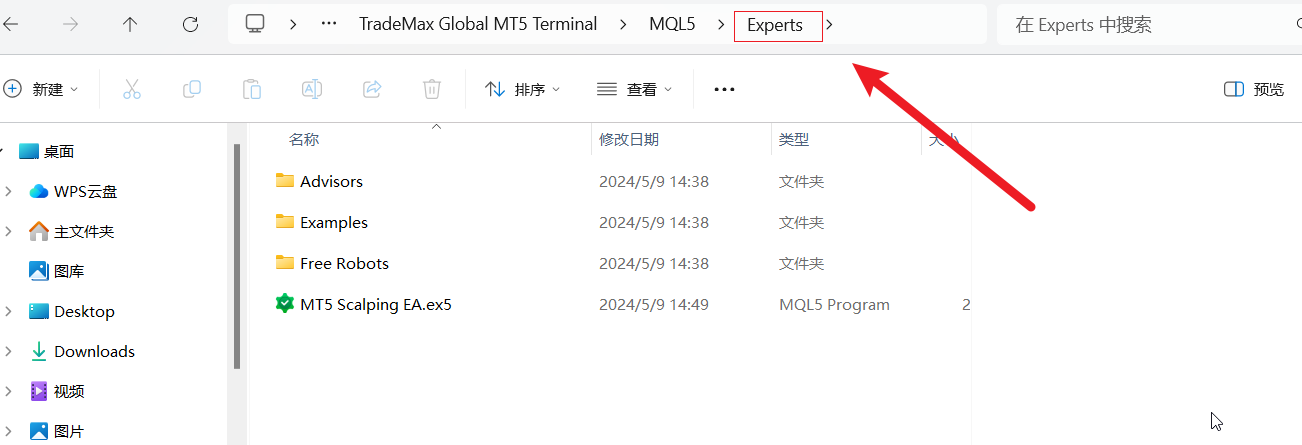 TradeMax Global MT5 Terminal > MQL5 > Experts >
在 Experts 中搜索
新建
排序
查看
预览
名称 修改日期 类型 大小
Advisors 2024/5/9 14:38 文件夹
Examples 2024/5/9 14:38 文件夹
Free Robots 2024/5/9 14:38 文件夹
MT5 Scalping EA.ex5 2024/5/9 14:49 MQL5 Program 2
桌面
WPS云盘
主文件夹
图库
Desktop
Downloads
视频
图片